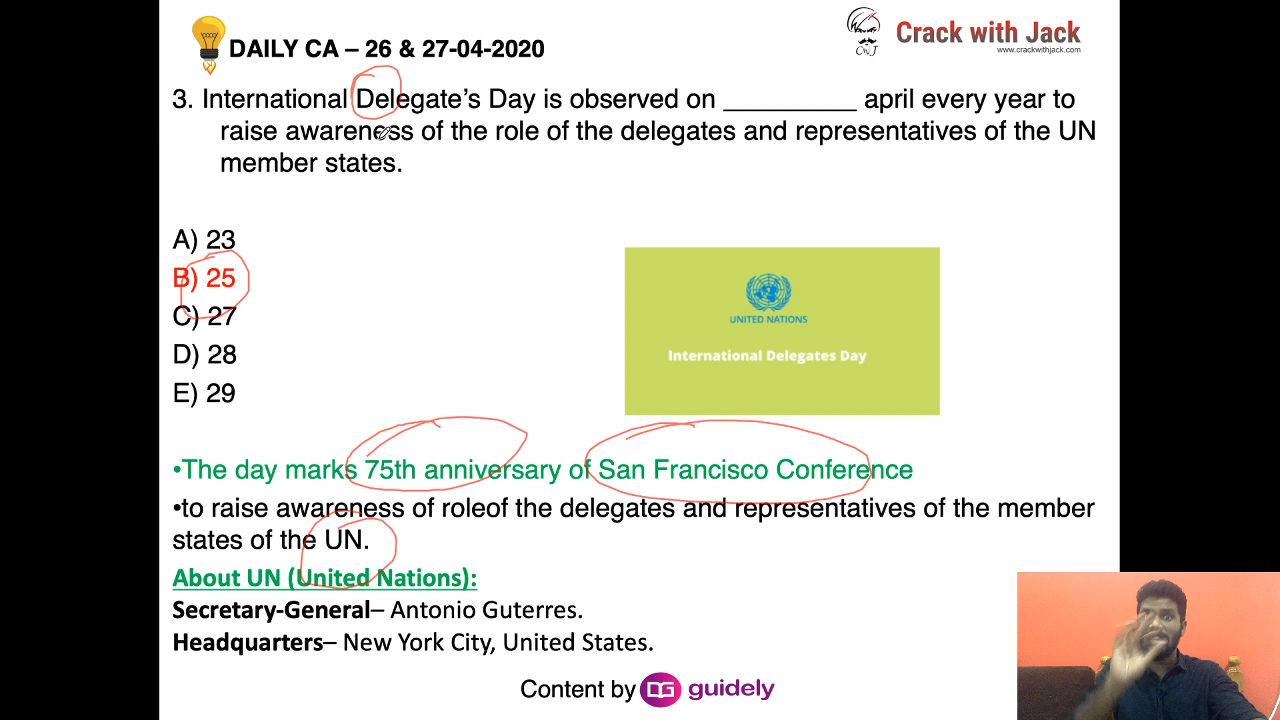 DAILY CA – 26 & 27-04-2020
Crack with Jack
www.crackwithjack.com
CwJ
3. International Delegate’s Day is observed on __________ april every year to
raise awareness of the role of the delegates and representatives of the UN
member states.
A) 23
B) 25
C) 27
D) 28
E) 29
UNITED NATIONS
International Delegates Day
•The day marks 75th anniversary of San Francisco Conference
•to raise awareness of roleof the delegates and representatives of the member
states of the UN.
About UN (United Nations):
Secretary-General– Antonio Guterres.
Headquarters– New York City, United States.
Content by DG guidely